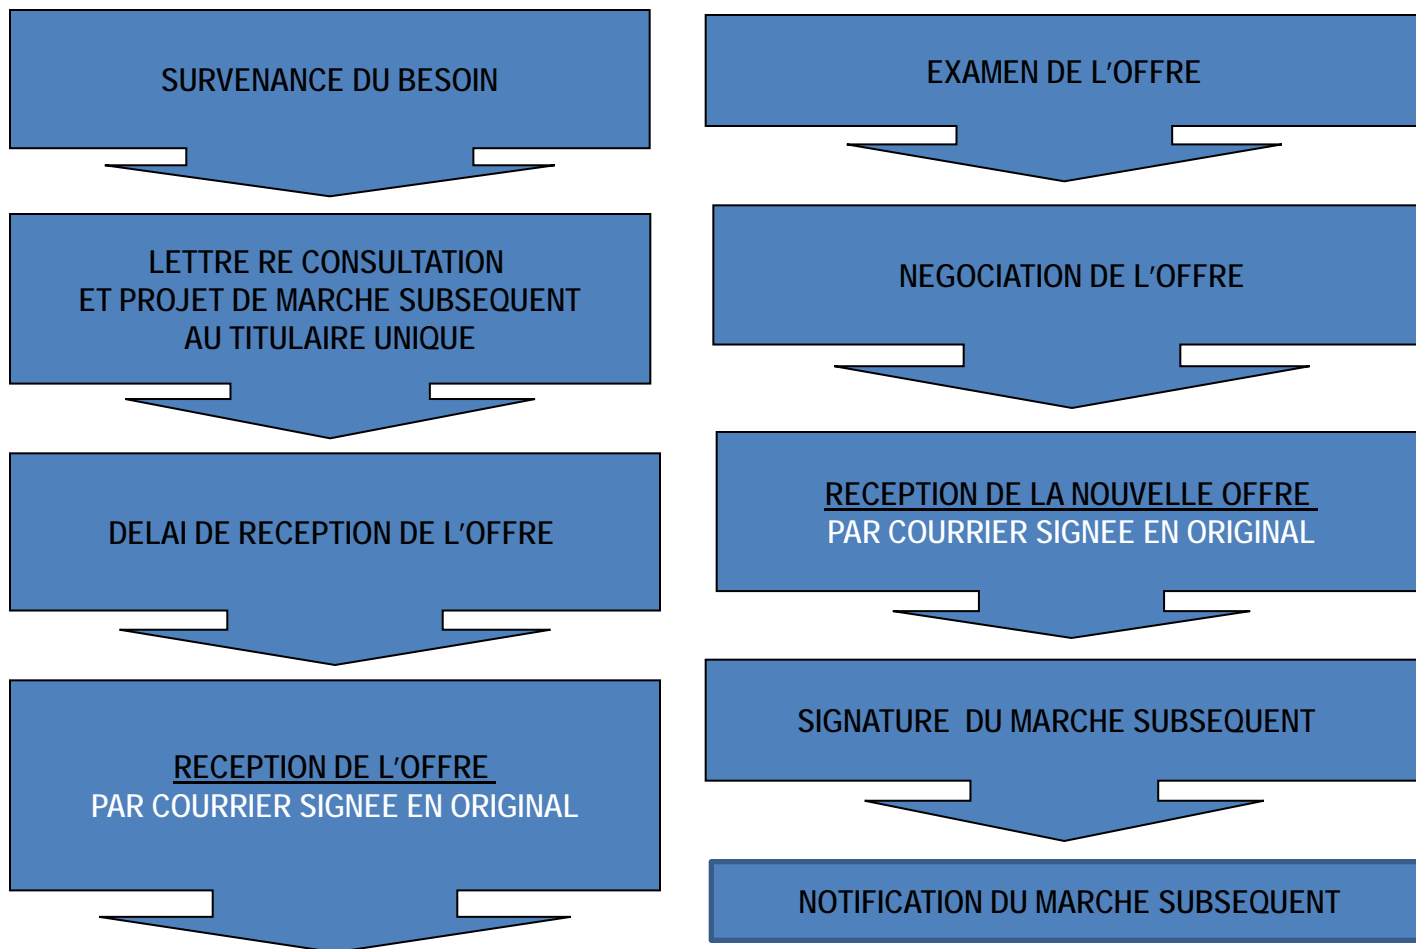 SURVENANCE DU BESOIN
LETTRE RE CONSULTATION
ET PROJET DE MARCHE SUBSEQUENT
AU TITULAIRE UNIQUE
DELAI DE RECEPTION DE L'OFFRE
RECEPTION DE L'OFFRE
PAR COURRIER SIGNEE EN ORIGINAL
EXAMEN DE L'OFFRE
NEGOCIATION DE L'OFFRE
RECEPTION DE LA NOUVELLE OFFRE
PAR COURRIER SIGNEE EN ORIGINAL
SIGNATURE DU MARCHE SUBSEQUENT
NOTIFICATION DU MARCHE SUBSEQUENT